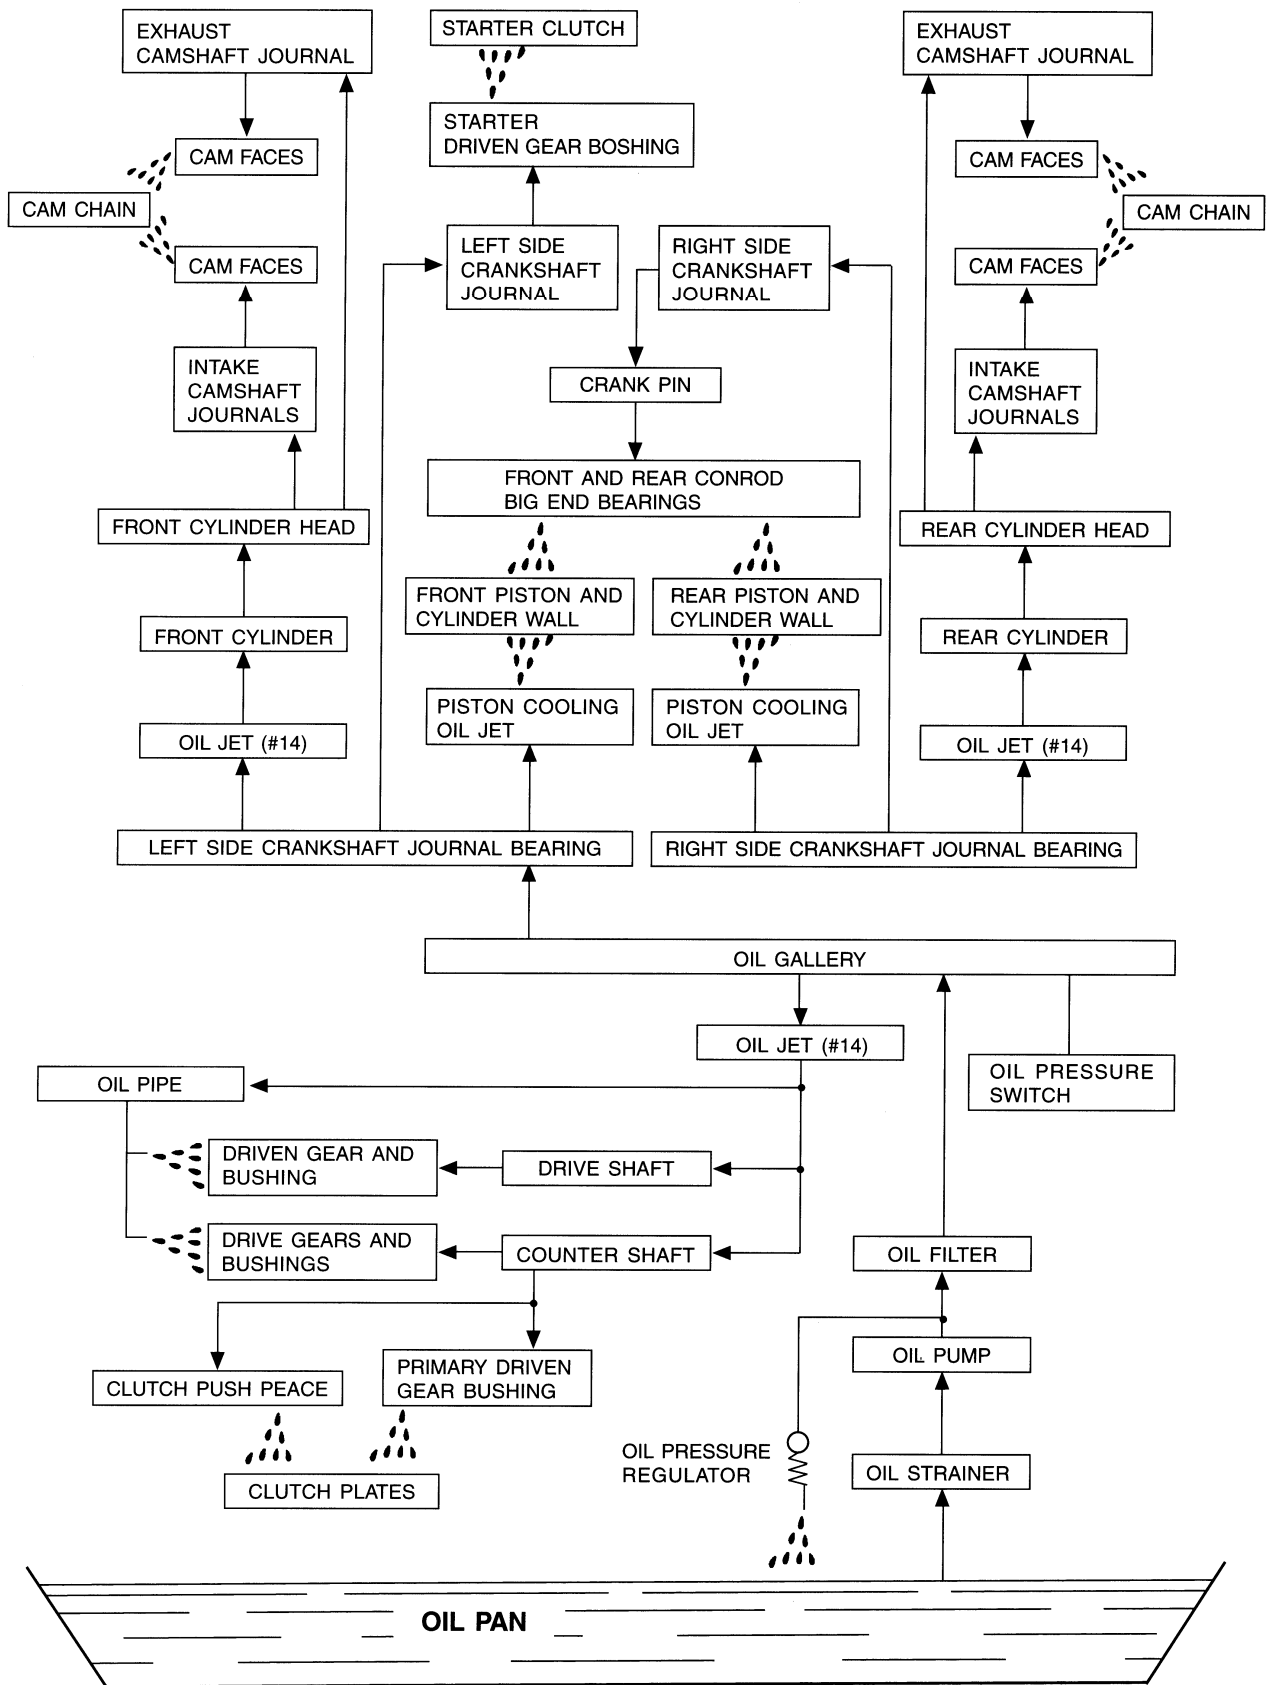 EXHAUST
CAMSHAFT JOURNAL
STARTER CLUTCH
EXHAUST
CAMSHAFT JOURNAL
STARTER
DRIVEN GEAR BOSHING
CAM FACES
CAM FACES
CAM CHAIN
CAM CHAIN
CAM FACES
LEFT SIDE
CRANKSHAFT
JOURNAL
RIGHT SIDE
CRANKSHAFT
JOURNAL
CAM FACES
INTAKE
CAMSHAFT
JOURNALS
CRANK PIN
INTAKE
CAMSHAFT
JOURNALS
FRONT AND REAR CONROD
BIG END BEARINGS
FRONT CYLINDER HEAD
REAR CYLINDER HEAD
FRONT PISTON AND
CYLINDER WALL
REAR PISTON AND
CYLINDER WALL
FRONT CYLINDER
REAR CYLINDER
PISTON COOLING
OIL JET
PISTON COOLING
OIL JET
OIL JET (#14)
OIL JET (#14)
LEFT SIDE CRANKSHAFT JOURNAL BEARING
RIGHT SIDE CRANKSHAFT JOURNAL BEARING
OIL GALLERY
OIL JET (#14)
OIL PIPE
OIL PRESSURE
SWITCH
DRIVEN GEAR AND
BUSHING
DRIVE SHAFT
DRIVE GEARS AND
BUSHINGS
COUNTER SHAFT
OIL FILTER
OIL PUMP
CLUTCH PUSH PEACE
PRIMARY DRIVEN
GEAR BUSHING
OIL PRESSURE
REGULATOR
OIL STRAINER
CLUTCH PLATES
OIL PAN